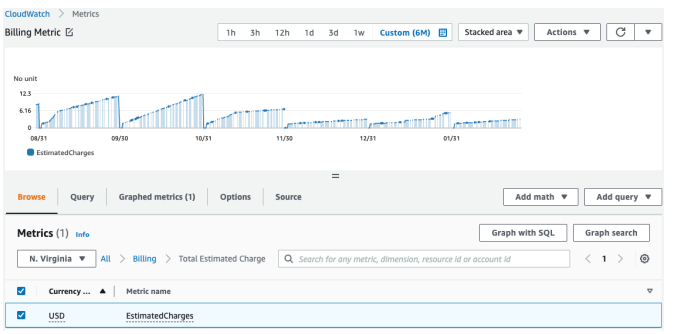 CloudWatch > Metrics
Billing Metric
1h 3h 12h 1d 3d 1w Custom (6M) Stacked area ▼ Actions ▼ ▼
No unit
12.3
6.16
0
08/31 09/30 10/31 11/30 12/31 01/31
EstimatedCharges
Browse Query Graphed metrics (1) Options Source Add math ▼ Add query ▼
Metrics (1) Info Graph with SQL Graph search
N. Virginia ▼ All > Billing > Total Estimated Charge Search for any metric, dimension, resource id or account id < 1 >
Currency ... ▲ Metric name
USD EstimatedCharges